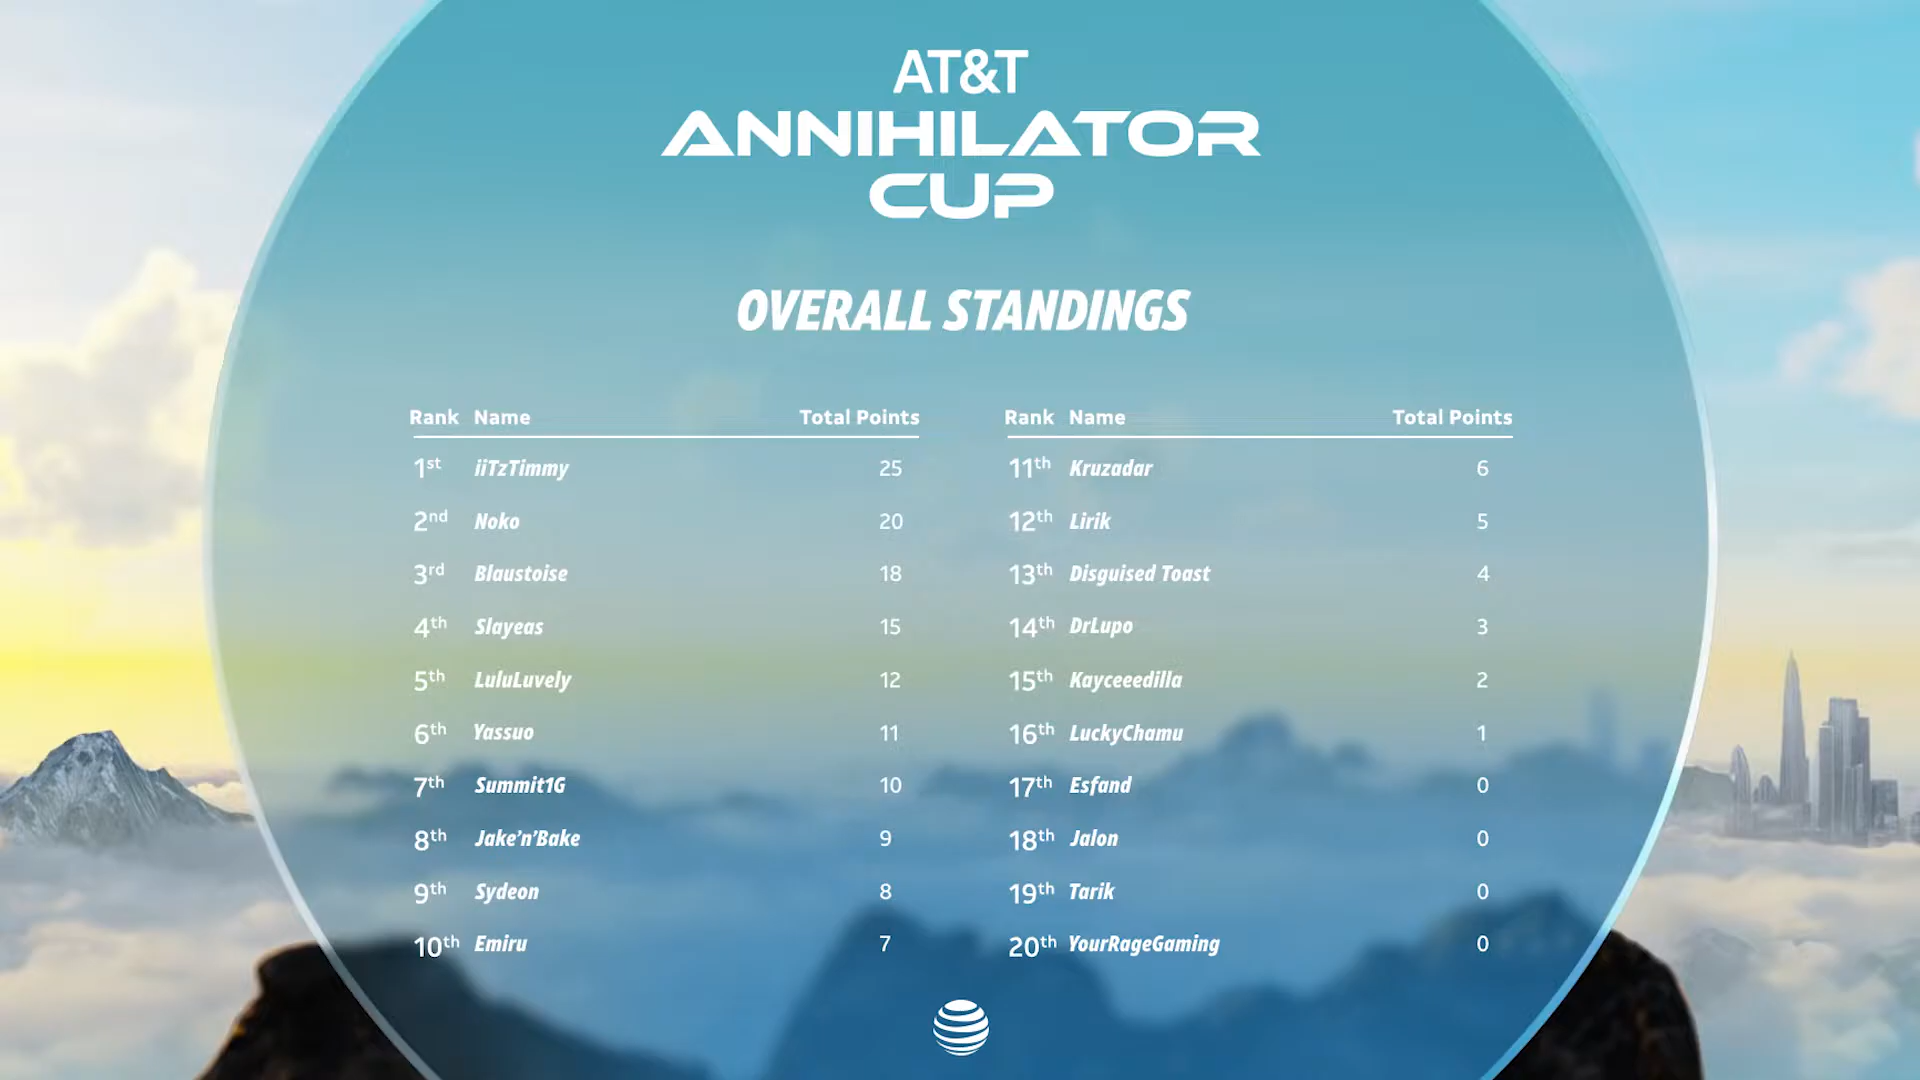 AT&T
ANNIHILATOR
CUP
OVERALL STANDINGS
Rank Name Total Points
1st iiTzTimmy 25
2nd Noko 20
3rd Blaustoise 18
4th Slayeas 15
5th LuluLuvely 12
6th Yassuo 11
7th Summit1G 10
8th Jake’n’Bake 9
9th Sydeon 8
10th Emiru 7
Rank Name Total Points
11th Kruzadar 6
12th Lirik 5
13th Disguised Toast 4
14th DrLupo 3
15th Kayceeedilla 2
16th LuckyChamu 1
17th Esfand 0
18th Jalon 0
19th Tarik 0
20th YourRageGaming 0